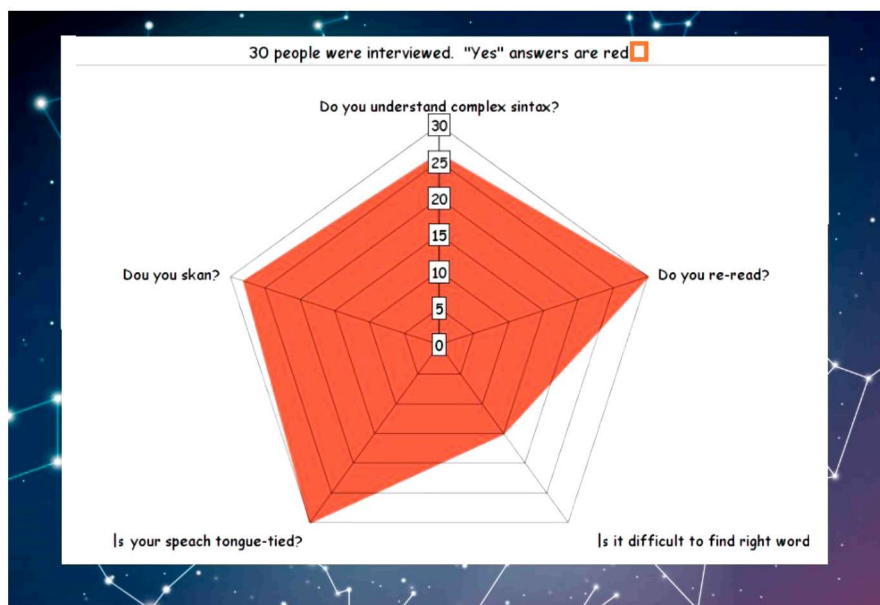 30 people were interviewed. "Yes" answers are red
Do you understand complex sintax?
30
25
20
15
10
5
0
Dou you skan?
Do you re-read?
Is your speach tongue-tied?
Is it difficult to find right word